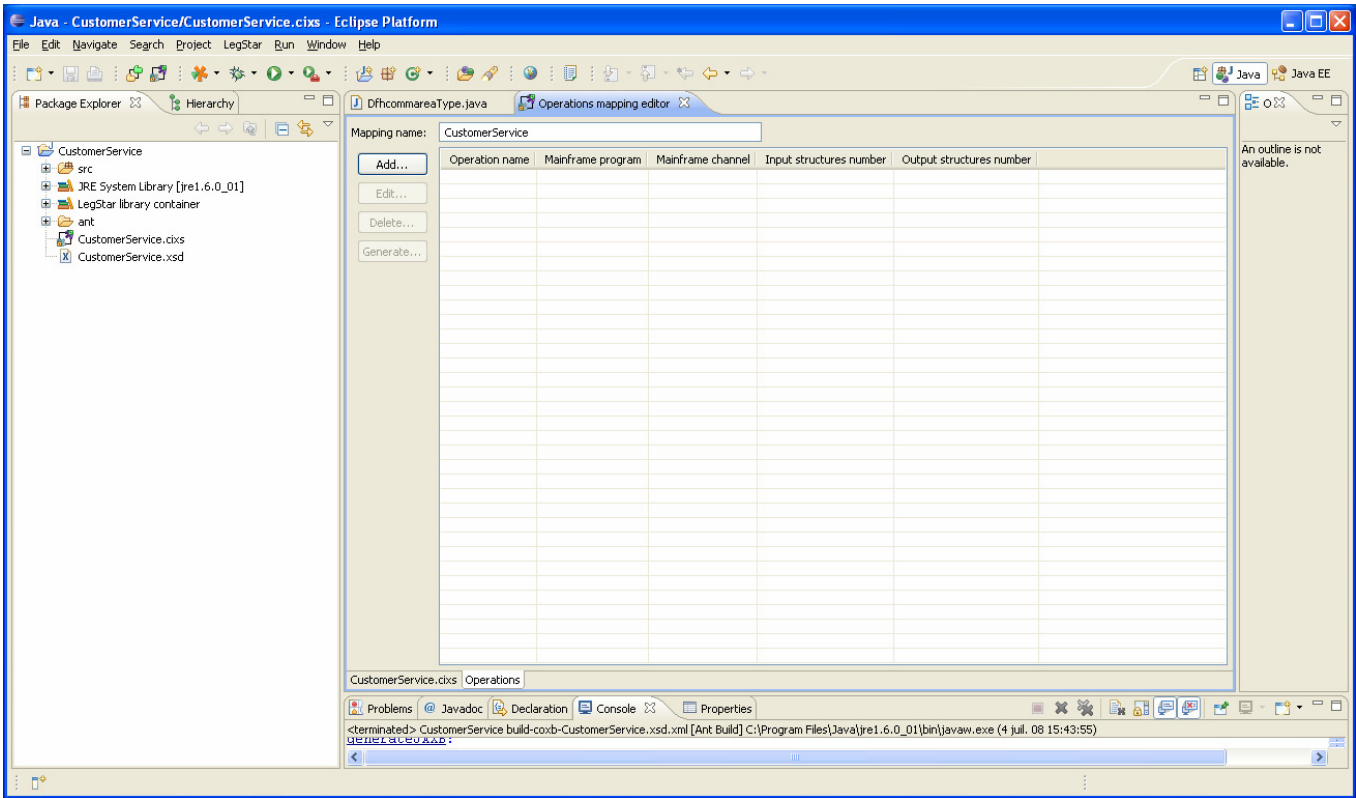 Java - CustomerService/CustomerService.cixs - Eclipse Platform
File Edit Navigate Search Project LegStar Run Window Help
Java Java EE
Package Explorer Hierarchy
CustomerService
src
JRE System Library [jre1.6.0_01]
LegStar library container
ant
CustomerService.cixs
CustomerService.xsd
DfhcommareaType.java Operations mapping editor
Mapping name: CustomerService
Add...
Edit...
Delete...
Generate...
Operation name Mainframe program Mainframe channel Input structures number Output structures number
CustomerService.cixs Operations
O
An outline is not
available.
Problems @ Javadoc Declaration Console Properties
<terminated> CustomerService build-coxb-CustomerService.xsd.xml [Ant Build] C:\Program Files\Java\jre1.6.0_01\bin\javaw.exe (4 juil. 08 15:43:55)
generateJAXB: